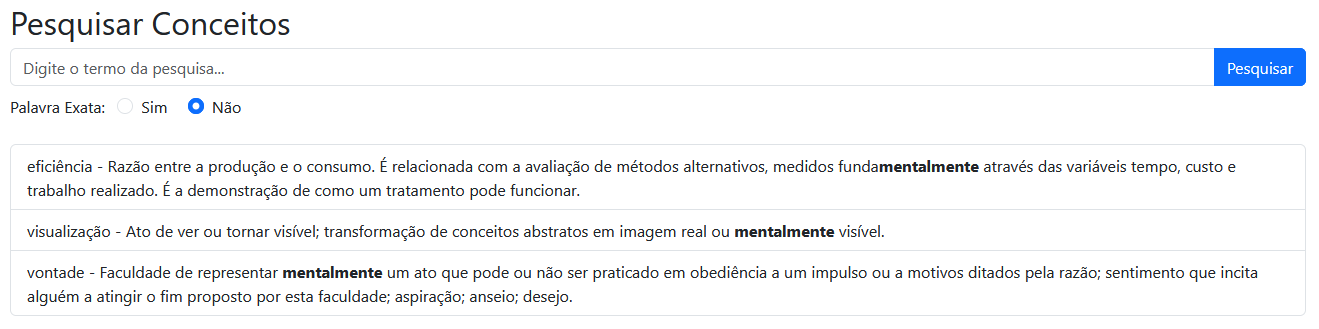 Pesquisar Conceitos
Digite o termo da pesquisa...
Pesquisar
Palavra Exata: Sim Não
eficiência - Razão entre a produção e o consumo. É relacionada com a avaliação de métodos alternativos, medidos fundamentalmente através das variáveis tempo, custo e
trabalho realizado. É a demonstração de como um tratamento pode funcionar.
visualização - Ato de ver ou tornar visível; transformação de conceitos abstratos em imagem real ou mentalmente visível.
vontade - Faculdade de representar mentalmente um ato que pode ou não ser praticado em obediência a um impulso ou a motivos ditados pela razão; sentimento que incita
alguém a atingir o fim proposto por esta faculdade; aspiração; anseio; desejo.